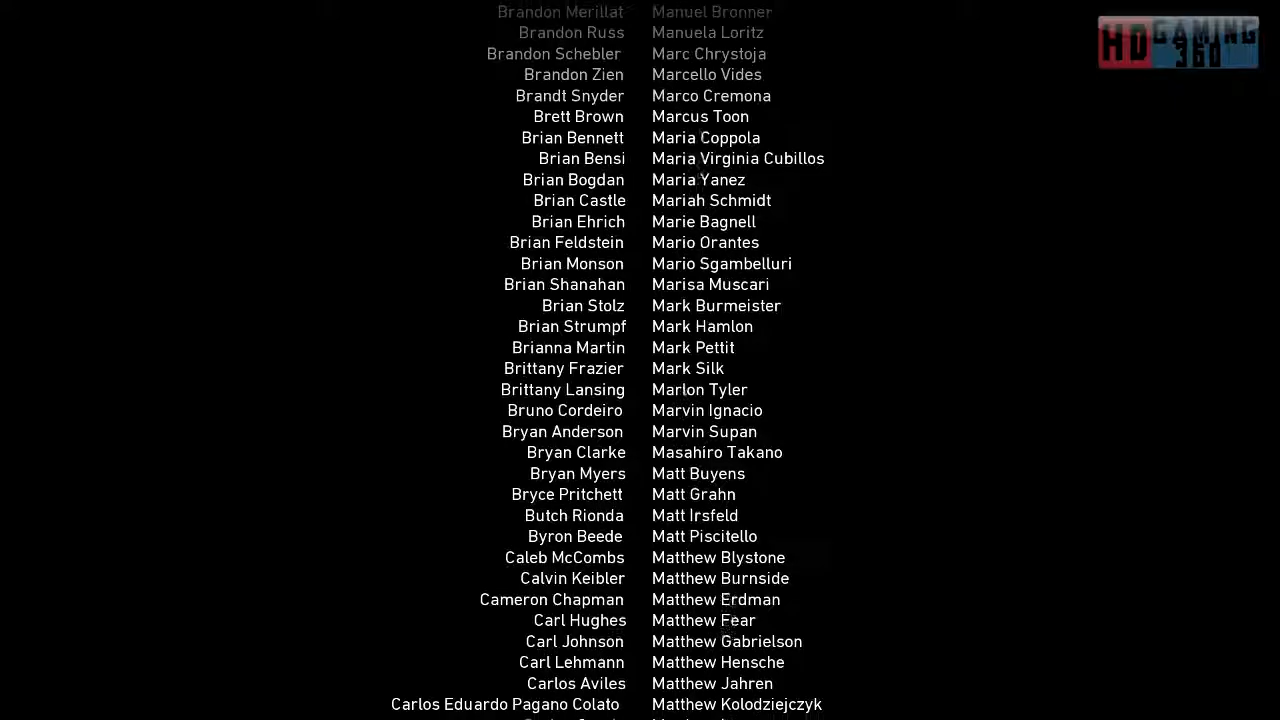 Brandon Merillat Manuel Bronner
Brandon Russ Manuela Loritz
Brandon Schebler Marc Chrystoja
Brandon Zien Marcello Vides
Brandt Snyder Marco Cremona
Brett Brown Marcus Toon
Brian Bennett Maria Coppola
Brian Bensi Maria Virginia Cubillos
Brian Bogdan Maria Yanez
Brian Castle Mariah Schmidt
Brian Ehrich Marie Bagnell
Brian Feldstein Mario Orantes
Brian Monson Mario Sgambelluri
Brian Shanahan Marisa Muscari
Brian Stolz Mark Burmeister
Brian Strumpf Mark Hamlon
Brianna Martin Mark Pettit
Brittany Frazier Mark Silk
Brittany Lansing Marlon Tyler
Bruno Cordeiro Marvin Ignacio
Bryan Anderson Marvin Supan
Bryan Clarke Masahiro Takano
Bryan Myers Matt Buyens
Bryce Pritchett Matt Grahn
Butch Rionda Matt Irsfeld
Byron Beede Matt Piscitello
Caleb McCombs Matthew Blystone
Calvin Keibler Matthew Burnside
Cameron Chapman Matthew Erdman
Carl Hughes Matthew Fear
Carl Johnson Matthew Gabrielson
Carl Lehmann Matthew Hensche
Carlos Aviles Matthew Jahren
Carlos Eduardo Pagano Colato Matthew Kolodziejczyk
HD GAMING
360